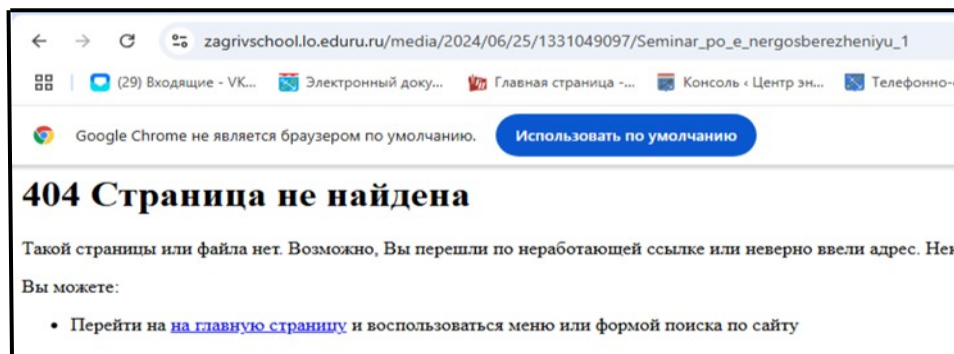 zagrivschool.lo.eduru.ru/media/2024/06/25/1331049097/Seminar_po_e_nergosberezheniyu_1
(29) Входящие - VK... Электронный доку... Главная страница -... Консоль ‹ Центр эн... Телефонно-
Google Chrome не является браузером по умолчанию. Использовать по умолчанию
404 Страница не найдена
Такой страницы или файла нет. Возможно, Вы перешли по неработающей ссылке или неверно ввели адрес.
Вы можете:
• Перейти на на главную страницу и воспользоваться меню или формой поиска по сайту